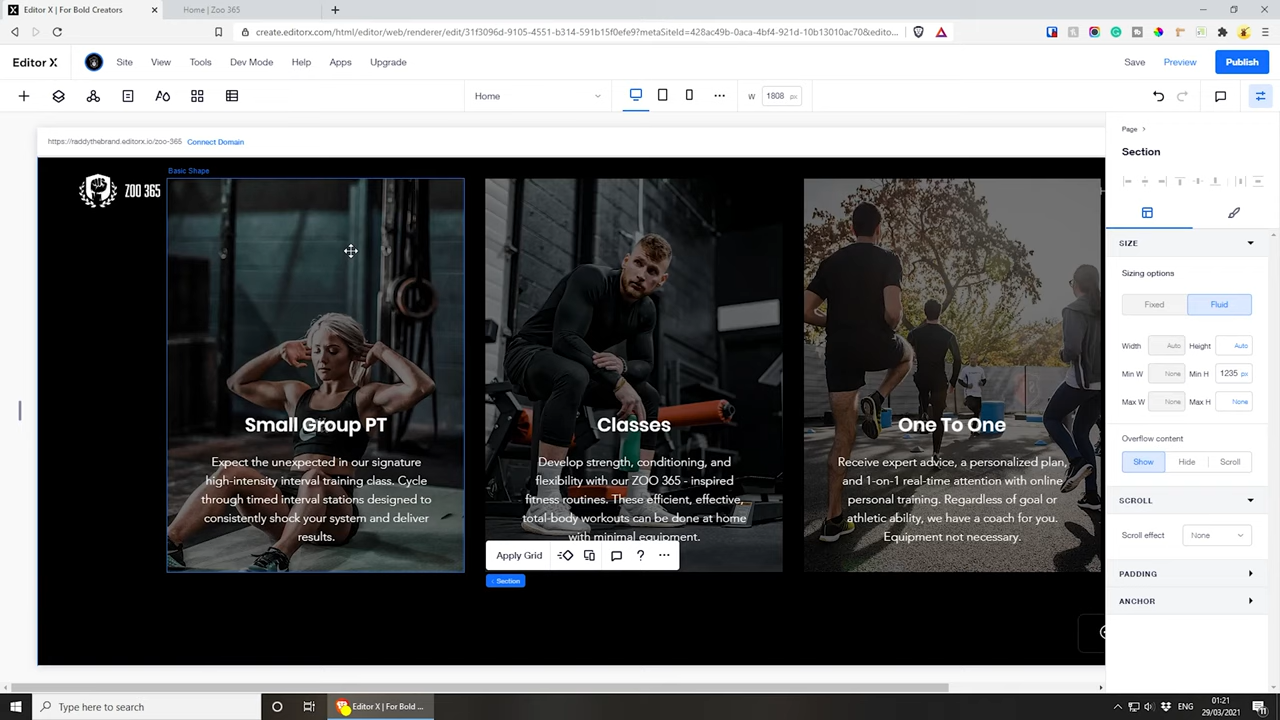 Editor X | For Bold Creators
Home | Zoo 365
create.editorx.com/html/editor/web/renderer/edit/31f3096d-9105-4551-b314-591b15f0efe9?metaSiteId=428ac49b-0aca-4bf4-921d-10b13010ac70&edito...
Editor X Site View Tools Dev Mode Help Apps Upgrade Save Preview Publish
Home W 1808 px
https://raddythebrand.editorx.io/zoo-365 Connect Domain
Page >
Section
Basic Shape
ZOO 365
SIZE
Sizing options
Fixed Fluid
Width Auto Height Auto
Min W None Min H 1235 px
Max W None Max H None
Small Group PT
Expect the unexpected in our signature
high-intensity interval training class. Cycle
through timed interval stations designed to
consistently shock your system and deliver
results.
Classes
Develop strength, conditioning, and
flexibility with our ZOO 365 - inspired
fitness routines. These efficient, effective,
total-body workouts can be done at home
with minimal equipment.
One To One
Receive expert advice, a personalized plan,
and 1-on-1 real-time attention with online
personal training. Regardless of goal or
athletic ability, we have a coach for you.
Equipment not necessary.
Overflow content
Show Hide Scroll
SCROLL
Scroll effect None
PADDING
ANCHOR
Apply Grid
‹ Section
Type here to search
Editor X | For Bold ...
ENG
01:21
29/03/2021